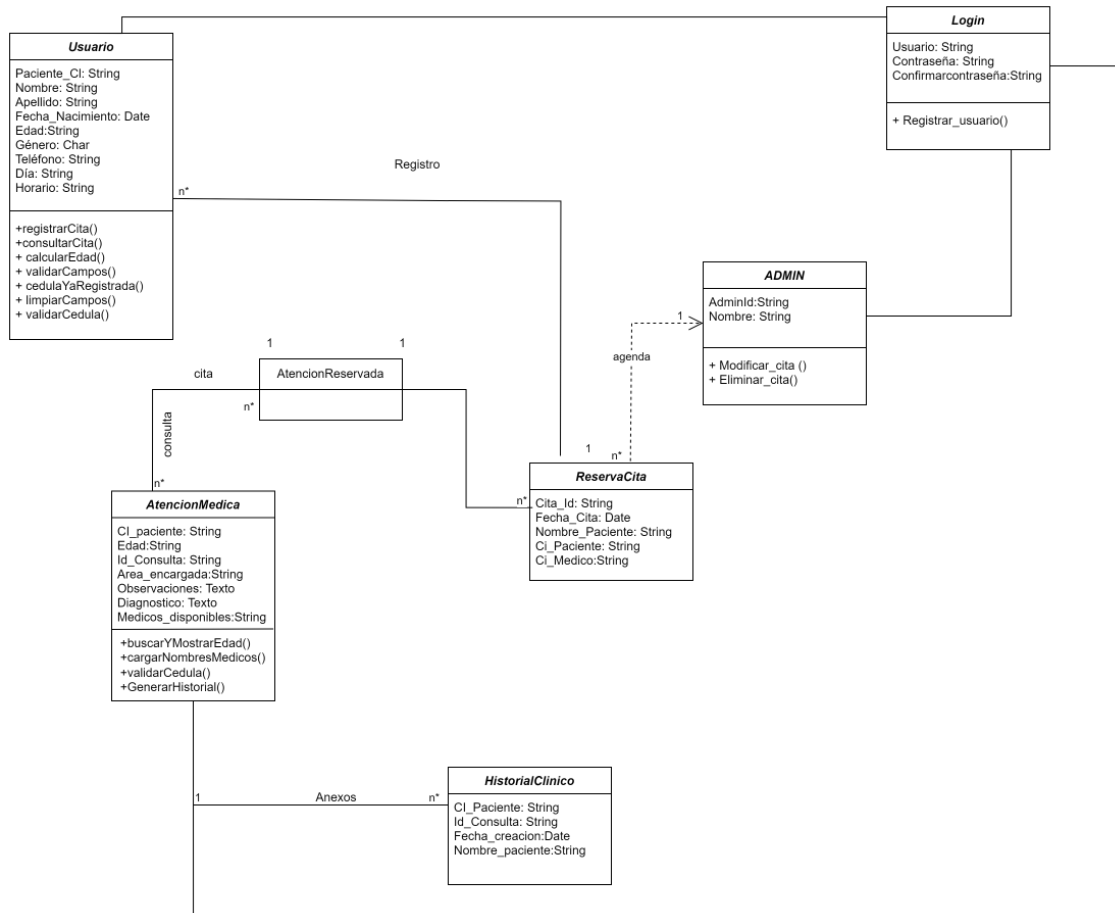 Usuario
Paciente_CI: String
Nombre: String
Apellido: String
Fecha_Nacimiento: Date
Edad:String
Género: Char
Teléfono: String
Día: String
Horario: String
+registrarCita()
+consultarCita()
+ calcularEdad()
+ validarCampos()
+ cedulaYaRegistrada()
+ limpiarCampos()
+ validarCedula()
Login
Usuario: String
Contraseña: String
Confirmarcontraseña:String
+ Registrar_usuario()
Registro
n*
ADMIN
AdminId:String
Nombre: String
+ Modificar_cita ()
+ Eliminar_cita()
1
agenda
1
1
cita
AtencionReservada
n*
consulta
n*
1
n*
n*
ReservaCita
Cita_Id: String
Fecha_Cita: Date
Nombre_Paciente: String
Ci_Paciente: String
Ci_Medico:String
AtencionMedica
CI_paciente: String
Edad:String
Id_Consulta: String
Area_encargada:String
Observaciones: Texto
Diagnostico: Texto
Medicos_disponibles:String
+buscarYMostrarEdad()
+cargarNombresMedicos()
+validarCedula()
+GenerarHistorial()
1
Anexos
n*
HistorialClinico
CI_Paciente: String
Id_Consulta: String
Fecha_creacion:Date
Nombre_paciente:String